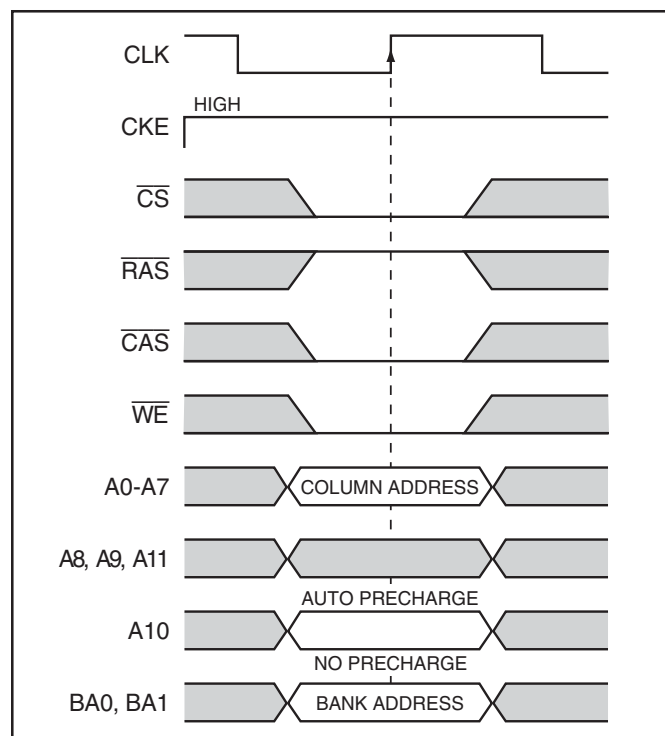 CLK
HIGH
CKE
CS
RAS
CAS
WE
A0-A7 COLUMN ADDRESS
A8, A9, A11
AUTO PRECHARGE
A10
NO PRECHARGE
BA0, BA1 BANK ADDRESS